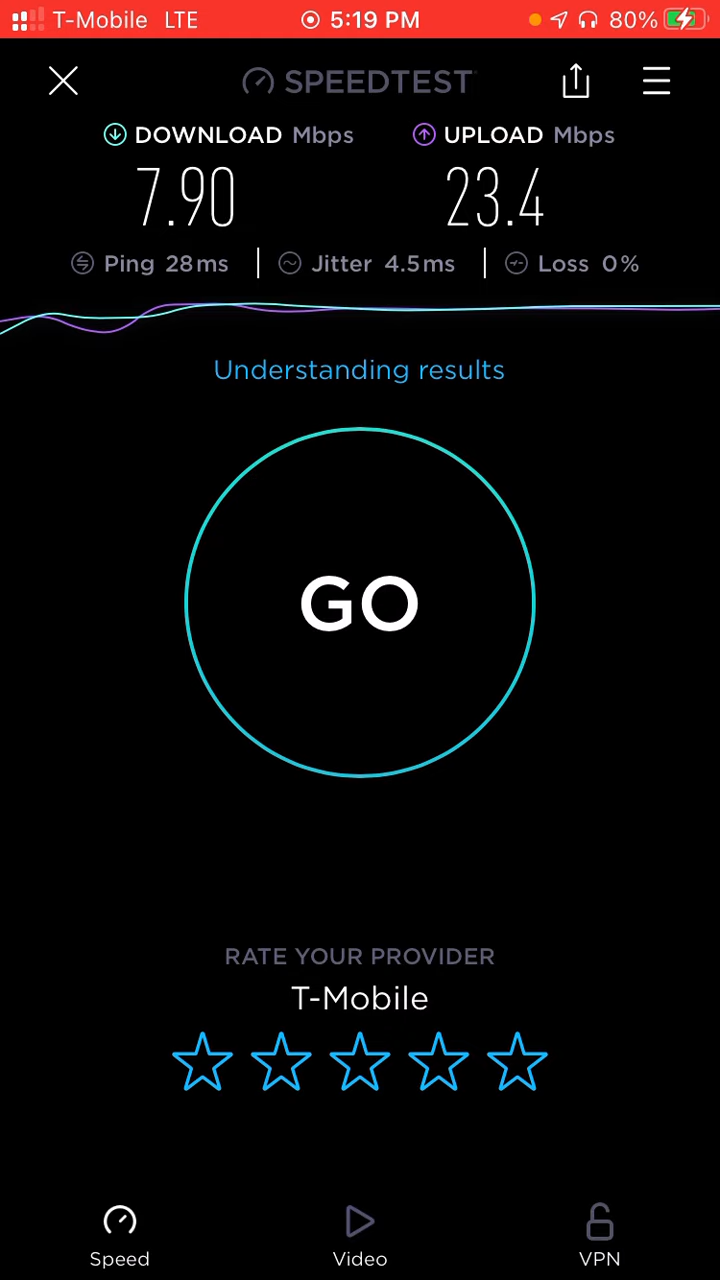 T-Mobile LTE 5:19 PM 80%
SPEEDTEST
DOWNLOAD Mbps UPLOAD Mbps
7.90 23.4
Ping 28ms Jitter 4.5ms Loss 0%
Understanding results
GO
RATE YOUR PROVIDER
T-Mobile
Speed Video VPN